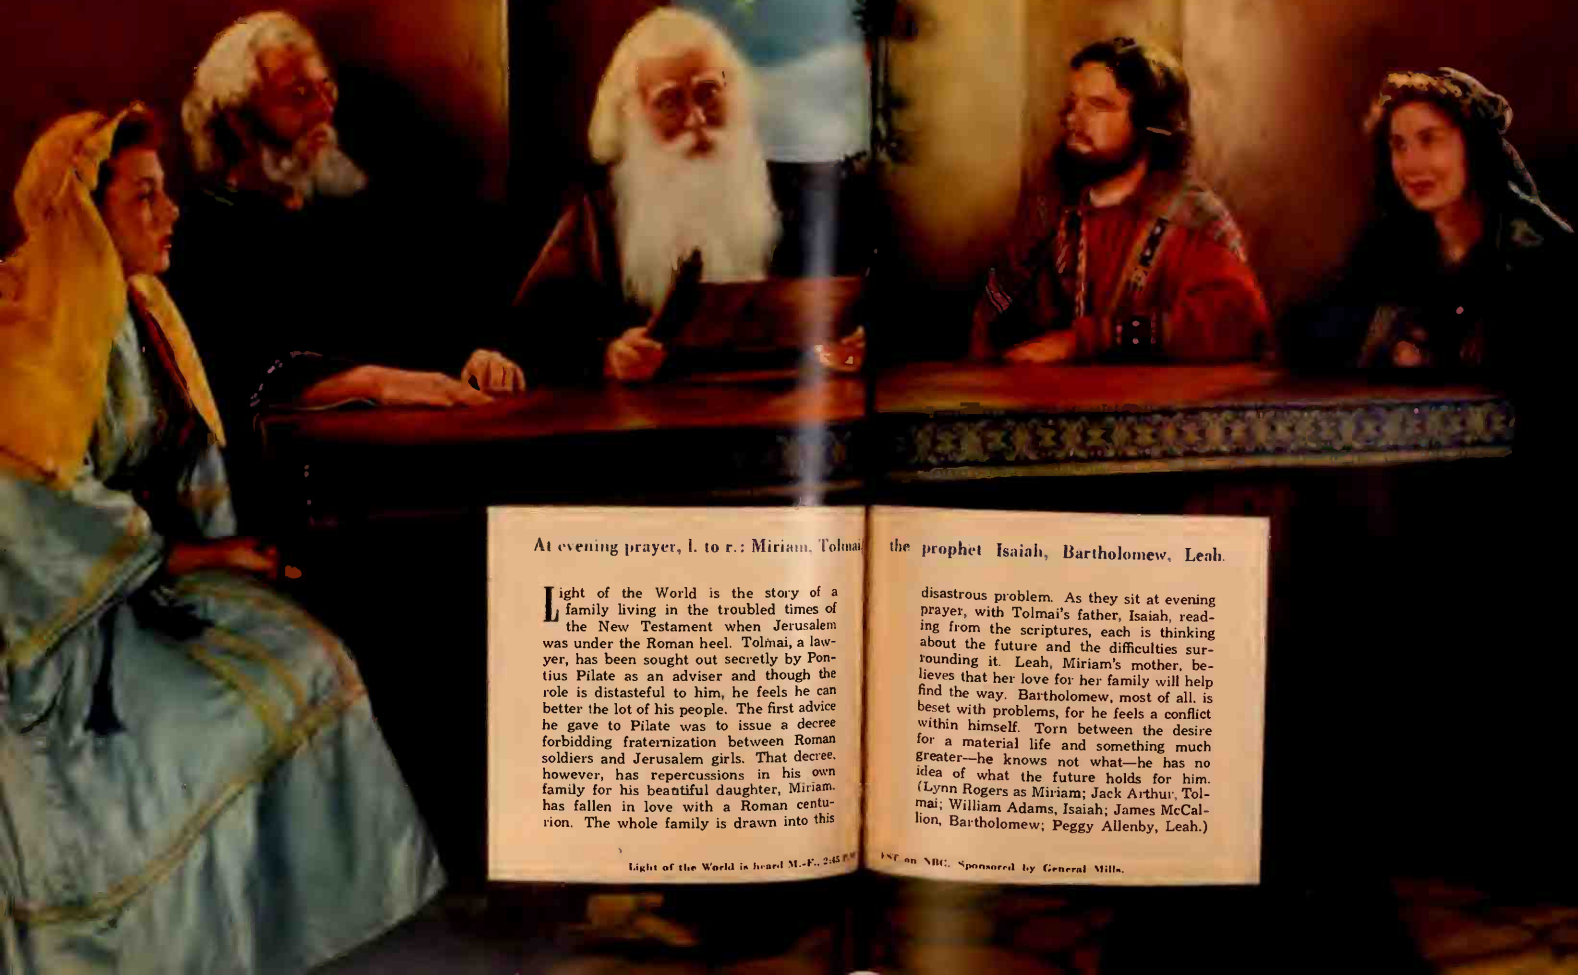 At evening prayer, l. to r.: Miriam, Tolmai, the prophet Isaiah, Bartholomew, Leah.
Light of the World is the story of a
family living in the troubled times of
the New Testament when Jerusalem
was under the Roman heel. Tolmai, a law-
yer, has been sought out secretly by Pon-
tius Pilate as an adviser and though the
role is distasteful to him, he feels he can
better the lot of his people. The first advice
he gave to Pilate was to issue a decree
forbidding fraternization between Roman
soldiers and Jerusalem girls. That decree,
however, has repercussions in his own
family for his beautiful daughter, Miriam,
has fallen in love with a Roman centu-
rion. The whole family is drawn into this
disastrous problem. As they sit at evening
prayer, with Tolmai's father, Isaiah, read-
ing from the scriptures, each is thinking
about the future and the difficulties sur-
rounding it. Leah, Miriam's mother, be-
lieves that her love for her family will help
find the way. Bartholomew, most of all, is
beset with problems, for he feels a conflict
within himself. Torn between the desire
for a material life and something much
greater—he knows not what—he has no
idea of what the future holds for him.
(Lynn Rogers as Miriam; Jack Arthur, Tol-
mai; William Adams, Isaiah; James McCal-
lion, Bartholomew; Peggy Allenby, Leah.)
Light of the World is heard M.-F., 2:45 P.M. EST on NBC. Sponsored by General Mills.